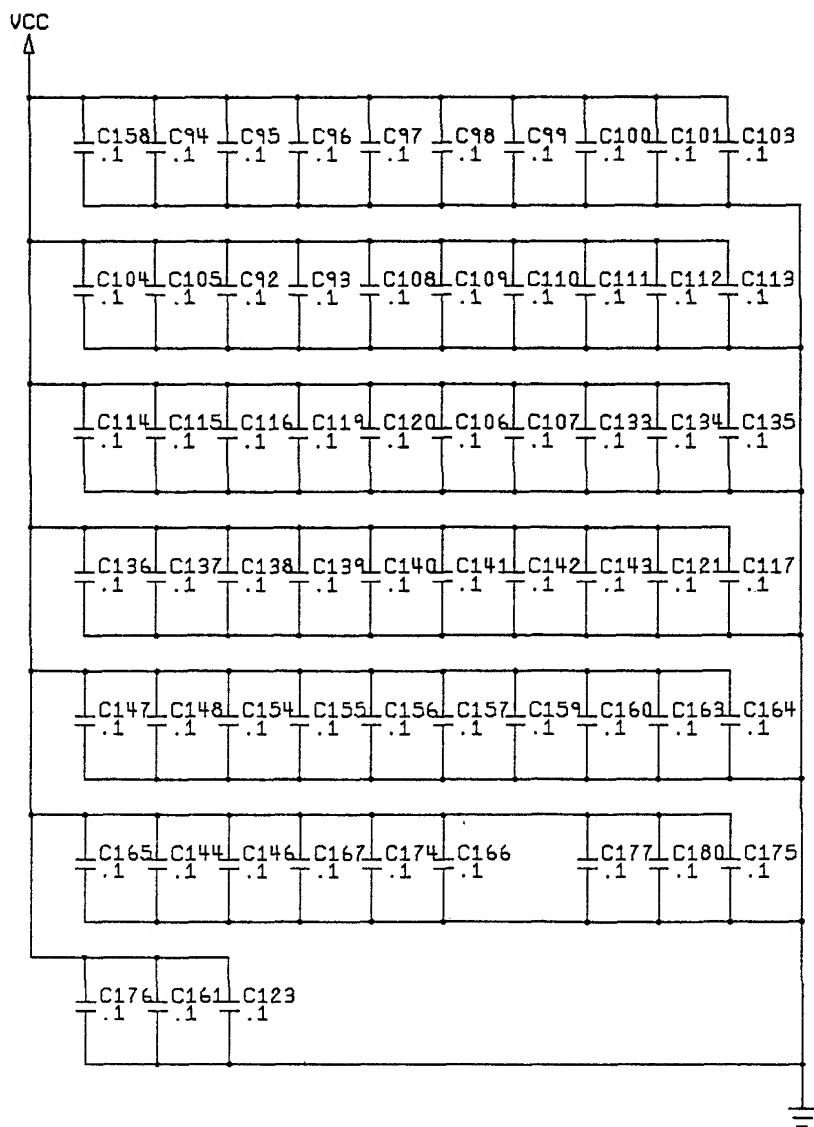 VCC
C158 C94 C95 C96 C97 C98 C99 C100 C101 C103
.1 .1 .1 .1 .1 .1 .1 .1 .1 .1
C104 C105 C92 C93 C108 C109 C110 C111 C112 C113
.1 .1 .1 .1 .1 .1 .1 .1 .1 .1
C114 C115 C116 C119 C120 C106 C107 C133 C134 C135
.1 .1 .1 .1 .1 .1 .1 .1 .1 .1
C136 C137 C138 C139 C140 C141 C142 C143 C121 C117
.1 .1 .1 .1 .1 .1 .1 .1 .1 .1
C147 C148 C154 C155 C156 C157 C159 C160 C163 C164
.1 .1 .1 .1 .1 .1 .1 .1 .1 .1
C165 C144 C146 C167 C174 C166 C177 C180 C175
.1 .1 .1 .1 .1 .1 .1 .1 .1
C176 C161 C123
.1 .1 .1